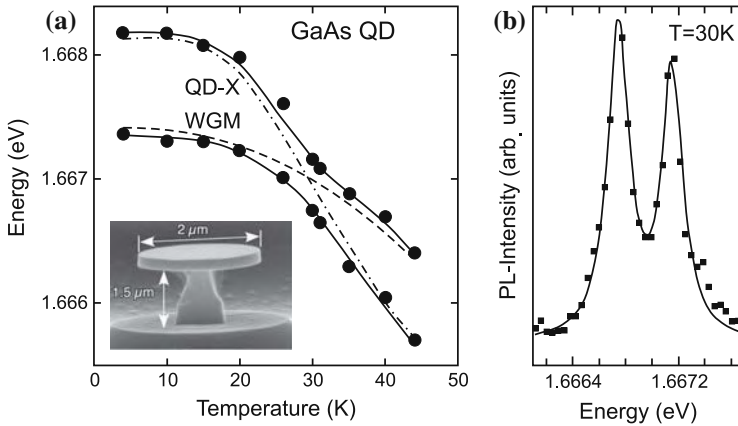 (a)
GaAs QD
QD-X
WGM
2 µm
1.5 µm
1.668
1.667
1.666
Energy (eV)
0 10 20 30 40 50
Temperature (K)
(b)
T=30K
PL-Intensity (arb. units)
1.6664 1.6672
Energy (eV)